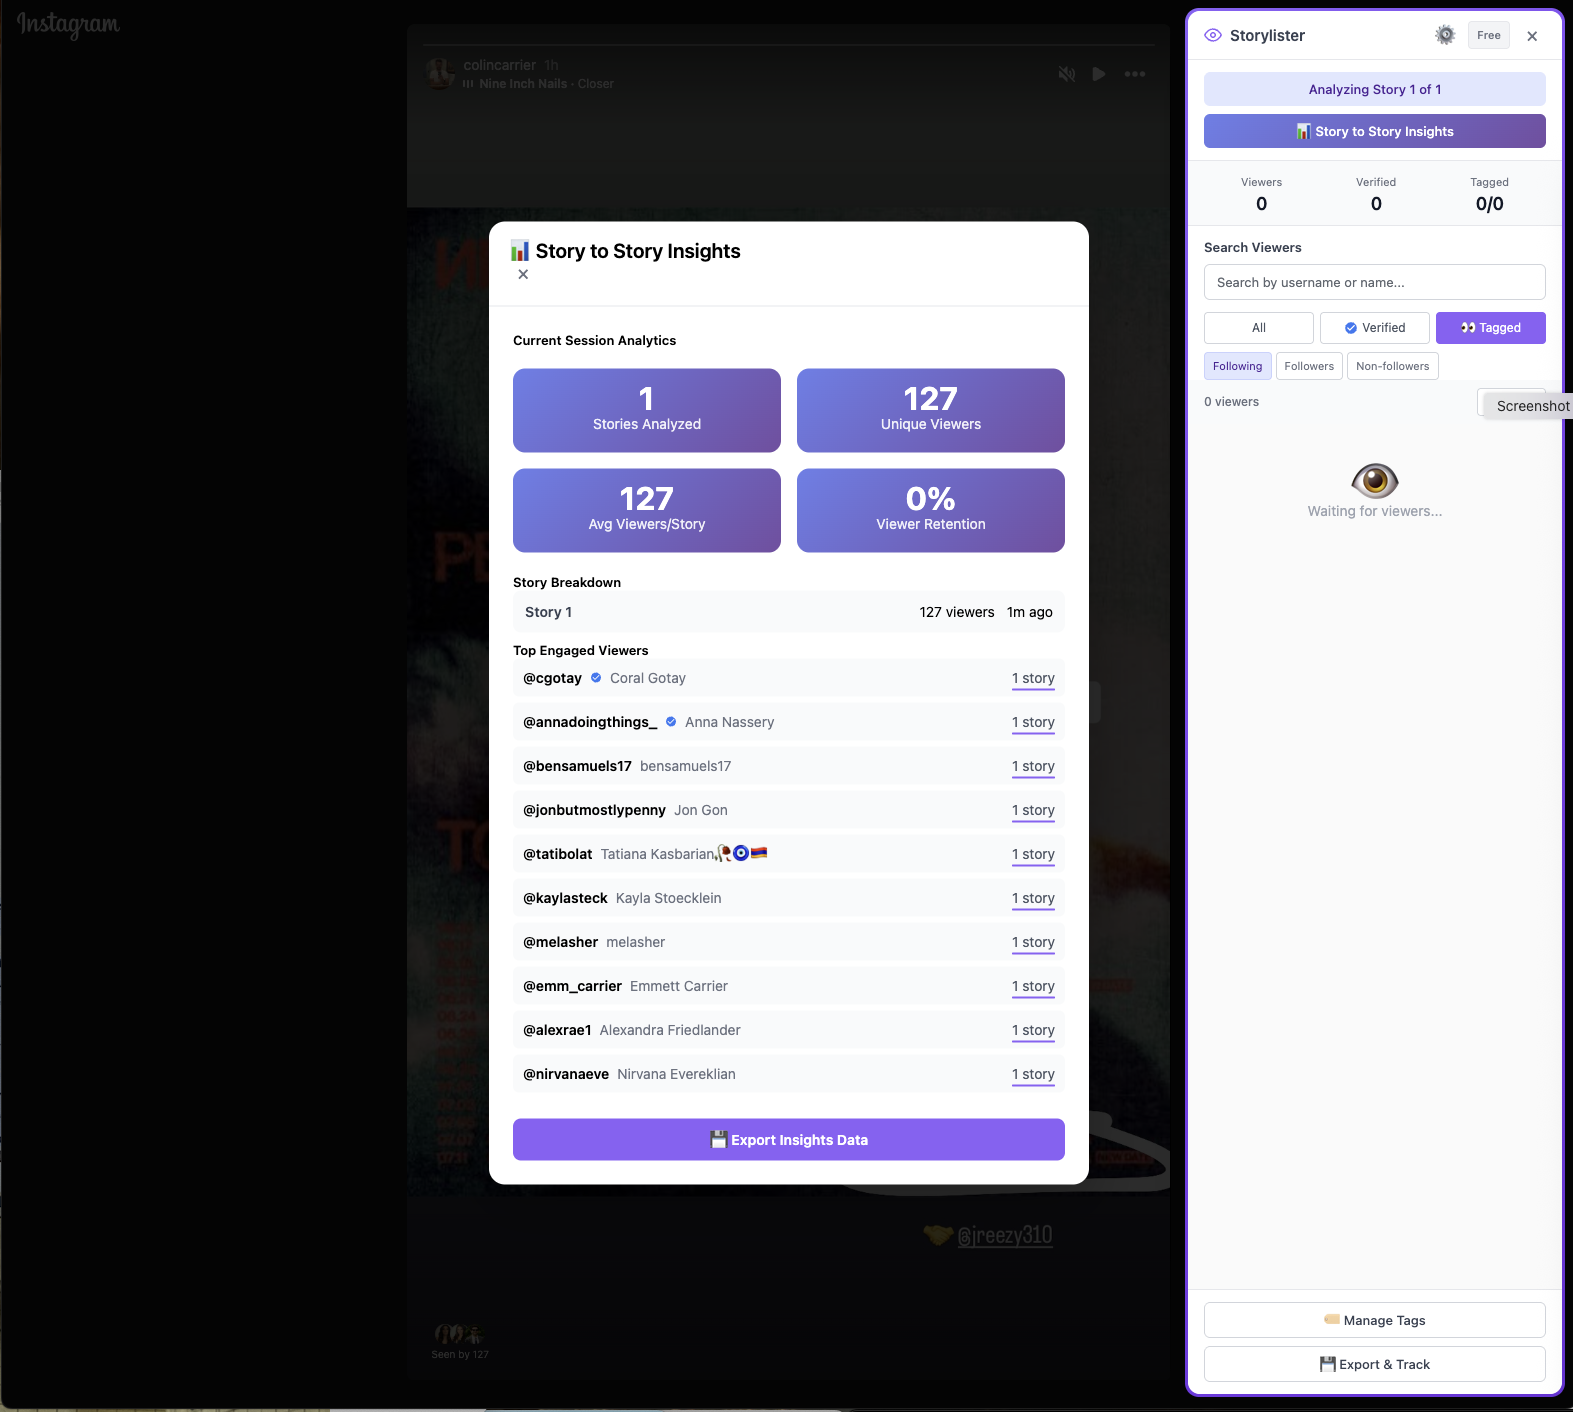 Instagram
colincarrier 1h
Nine Inch Nails · Closer
Seen by 127
@jreezy310
📊 Story to Story Insights
×
Current Session Analytics
1
Stories Analyzed
127
Unique Viewers
127
Avg Viewers/Story
0%
Viewer Retention
Story Breakdown
Story 1 127 viewers 1m ago
Top Engaged Viewers
@cgotay Coral Gotay 1 story
@annadoingthings_ Anna Nassery 1 story
@bensamuels17 bensamuels17 1 story
@jonbutmostlypenny Jon Gon 1 story
@tatibolat Tatiana Kasbarian🥀🧿🇦🇲 1 story
@kaylasteck Kayla Stoecklein 1 story
@melasher melasher 1 story
@emm_carrier Emmett Carrier 1 story
@alexrae1 Alexandra Friedlander 1 story
@nirvanaeve Nirvana Evereklian 1 story
💾 Export Insights Data
Storylister
Free
×
Analyzing Story 1 of 1
📊 Story to Story Insights
Viewers Verified Tagged
0 0 0/0
Search Viewers
Search by username or name...
All Verified 👀 Tagged
Following Followers Non-followers
0 viewers
Screenshot
Waiting for viewers...
🏷️ Manage Tags
💾 Export & Track